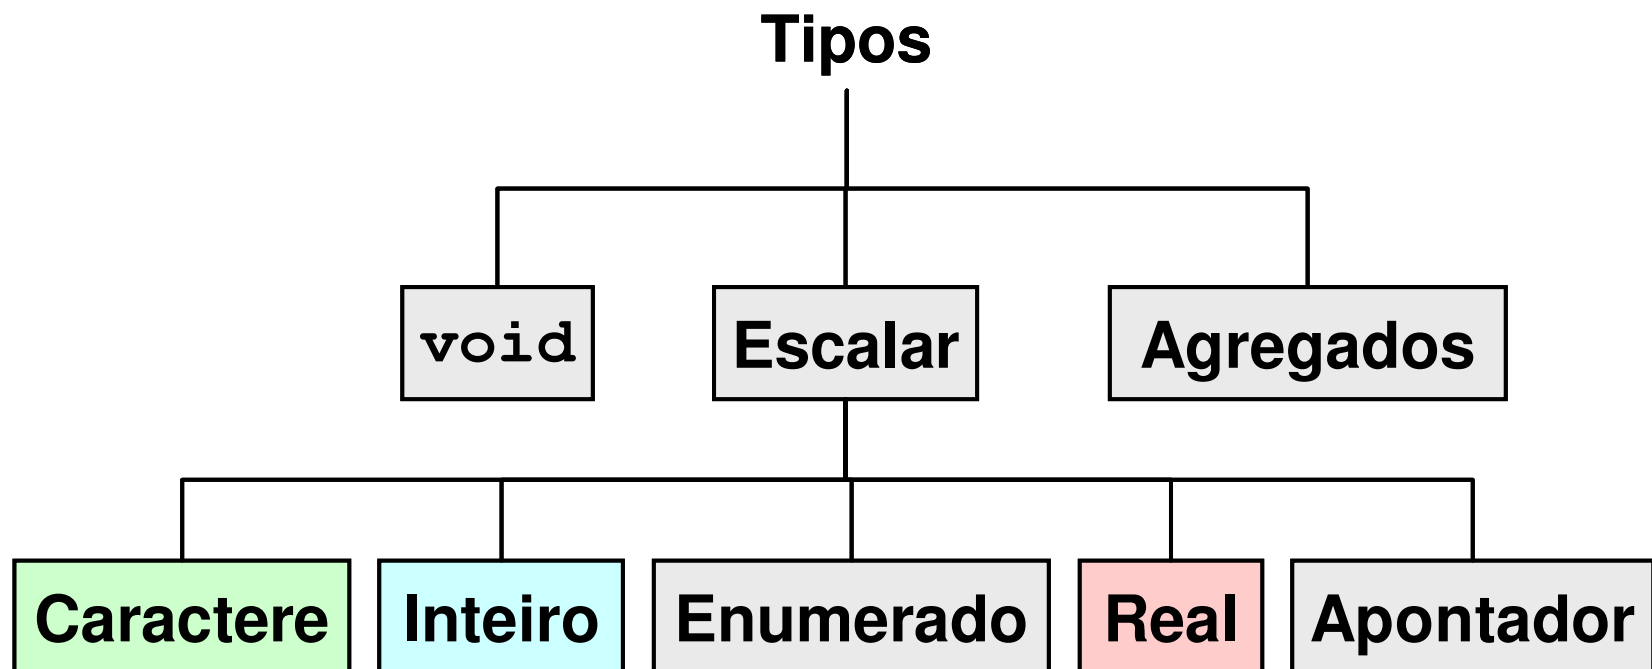 Tipos
void
Escalar
Agregados
Caractere
Inteiro
Enumerado
Real
Apontador